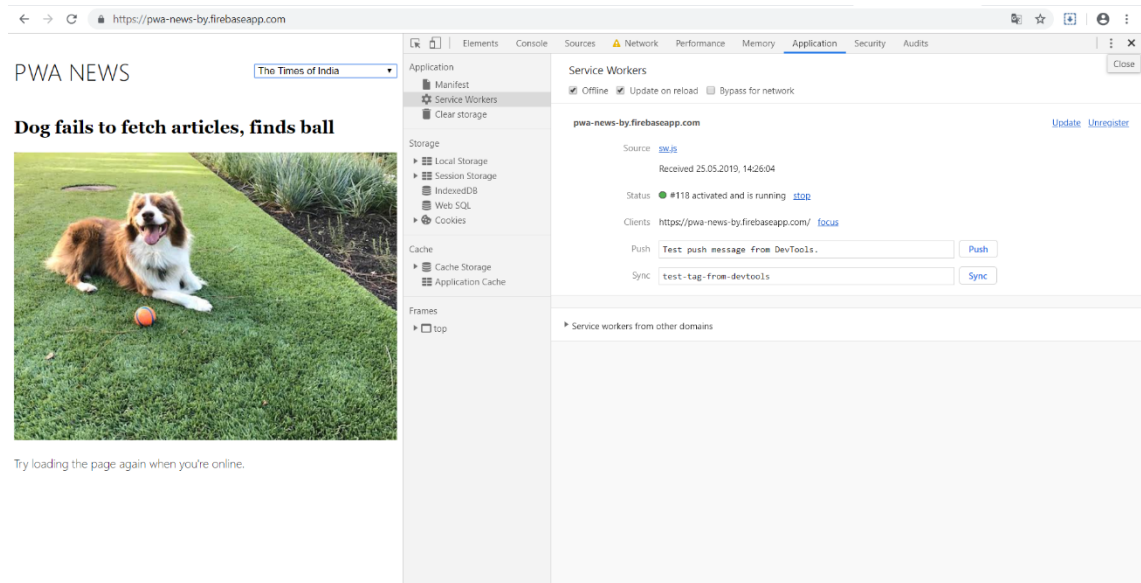 https://pwa-news-by.firebaseapp.com
PWA NEWS
The Times of India
Dog fails to fetch articles, finds ball
Try loading the page again when you're online.
Elements Console Sources Network Performance Memory Application Security Audits
Close
Application
Manifest
Service Workers
Clear storage
Storage
Local Storage
Session Storage
IndexedDB
Web SQL
Cookies
Cache
Cache Storage
Application Cache
Frames
top
Service Workers
Offline Update on reload Bypass for network
pwa-news-by.firebaseapp.com Update Unregister
Source sw.js
Received 25.05.2019, 14:26:04
Status #118 activated and is running stop
Clients https://pwa-news-by.firebaseapp.com/ focus
Push Test push message from DevTools. Push
Sync test-tag-from-devtools Sync
Service workers from other domains